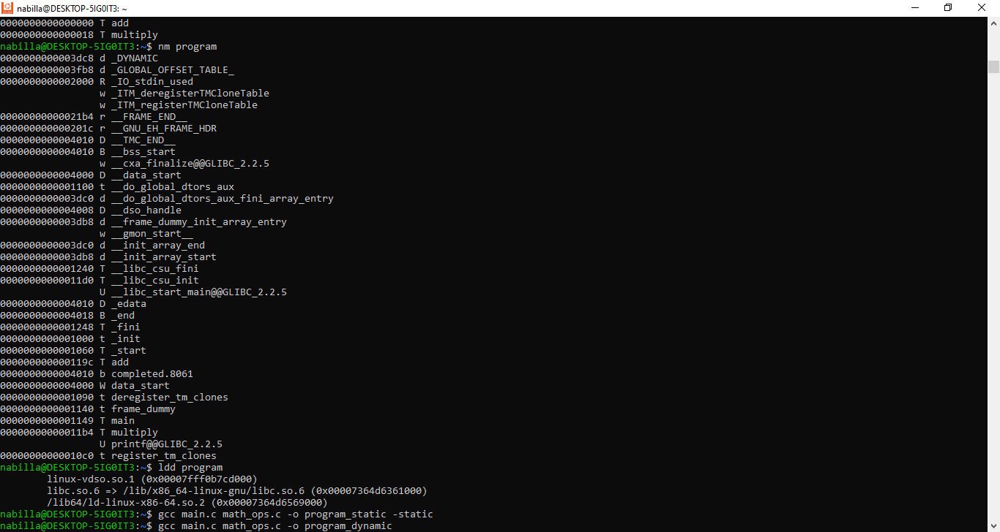 nabilla@DESKTOP-5IG0IT3: ~
0000000000000000 T add
0000000000000018 T multiply
nabilla@DESKTOP-5IG0IT3:~$ nm program
0000000000003dc8 d _DYNAMIC
0000000000003fb8 d _GLOBAL_OFFSET_TABLE_
0000000000002000 R _IO_stdin_used
w _ITM_deregisterTMCloneTable
w _ITM_registerTMCloneTable
00000000000021b4 r __FRAME_END__
000000000000201c r __GNU_EH_FRAME_HDR
0000000000004010 D __TMC_END__
0000000000004010 B __bss_start
w __cxa_finalize@@GLIBC_2.2.5
0000000000004000 D __data_start
0000000000001100 t __do_global_dtors_aux
0000000000003dc0 d __do_global_dtors_aux_fini_array_entry
0000000000004008 D __dso_handle
0000000000003db8 d __frame_dummy_init_array_entry
w __gmon_start__
0000000000003dc0 d __init_array_end
0000000000003db8 d __init_array_start
0000000000001240 T __libc_csu_fini
00000000000011d0 T __libc_csu_init
U __libc_start_main@@GLIBC_2.2.5
0000000000004010 D _edata
0000000000004018 B _end
0000000000001248 T _fini
0000000000001000 t _init
0000000000001060 T _start
000000000000119c T add
0000000000004010 b completed.8061
0000000000004000 W data_start
0000000000001090 t deregister_tm_clones
0000000000001140 t frame_dummy
0000000000001149 T main
00000000000011b4 T multiply
U printf@@GLIBC_2.2.5
00000000000010c0 t register_tm_clones
nabilla@DESKTOP-5IG0IT3:~$ ldd program
linux-vdso.so.1 (0x00007fff0b7cd000)
libc.so.6 => /lib/x86_64-linux-gnu/libc.so.6 (0x00007364d6361000)
/lib64/ld-linux-x86-64.so.2 (0x00007364d6569000)
nabilla@DESKTOP-5IG0IT3:~$ gcc main.c math_ops.c -o program_static -static
nabilla@DESKTOP-5IG0IT3:~$ gcc main.c math_ops.c -o program_dynamic